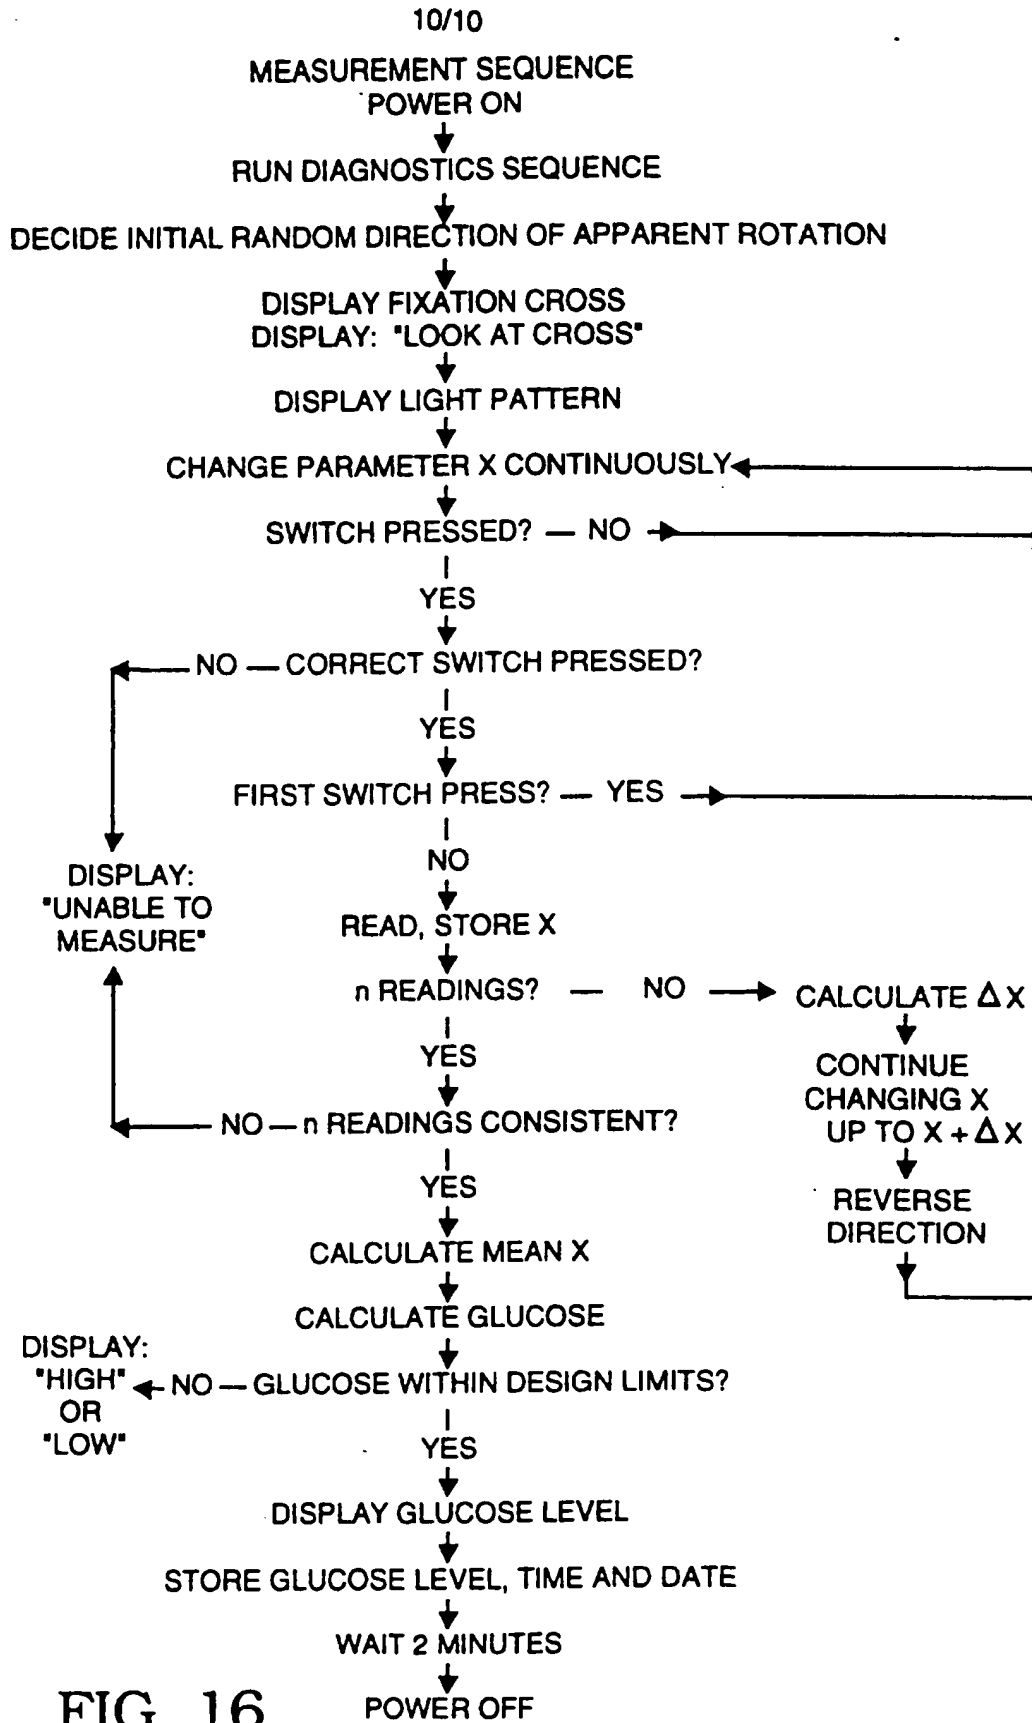 10/10
MEASUREMENT SEQUENCE
POWER ON
RUN DIAGNOSTICS SEQUENCE
DECIDE INITIAL RANDOM DIRECTION OF APPARENT ROTATION
DISPLAY FIXATION CROSS
DISPLAY: "LOOK AT CROSS"
DISPLAY LIGHT PATTERN
CHANGE PARAMETER X CONTINUOUSLY
SWITCH PRESSED? — NO
YES
NO — CORRECT SWITCH PRESSED?
YES
FIRST SWITCH PRESS? — YES
NO
DISPLAY:
"UNABLE TO
MEASURE"
READ, STORE X
n READINGS? — NO
CALCULATE Δ X
YES
CONTINUE
CHANGING X
UP TO X + Δ X
NO — n READINGS CONSISTENT?
YES
REVERSE
DIRECTION
CALCULATE MEAN X
CALCULATE GLUCOSE
DISPLAY:
"HIGH"
OR
"LOW"
NO — GLUCOSE WITHIN DESIGN LIMITS?
YES
DISPLAY GLUCOSE LEVEL
STORE GLUCOSE LEVEL, TIME AND DATE
WAIT 2 MINUTES
POWER OFF
FIG. 16